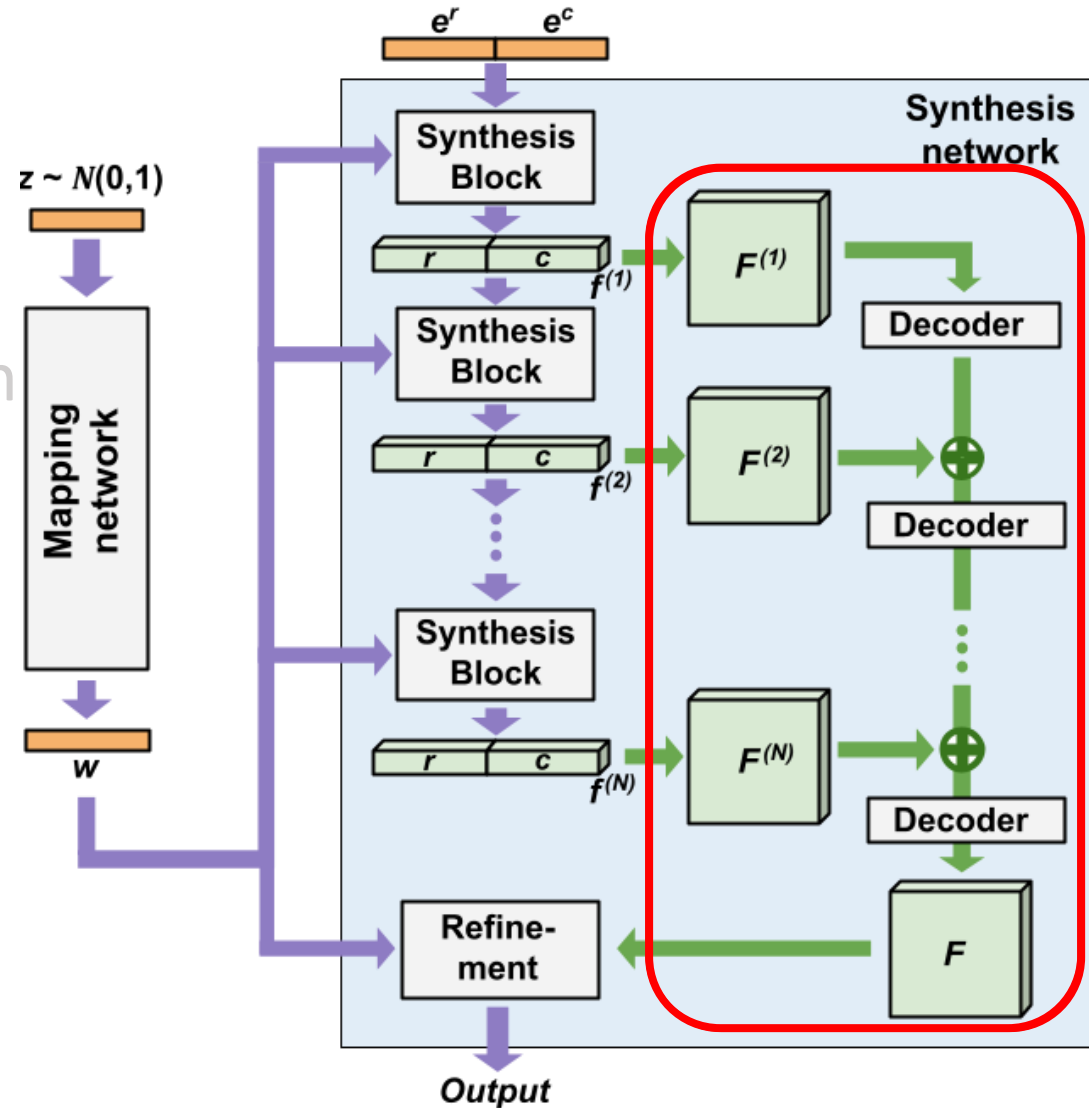 e^r e^c
Synthesis
network
Synthesis
Block
z ~ N(0,1)
r c
f^(1)
F^(1)
Decoder
Mapping
network
Synthesis
Block
r c
f^(2)
F^(2)
Decoder
Synthesis
Block
r c
f^(N)
F^(N)
Decoder
w
Refine-
ment
F
Output